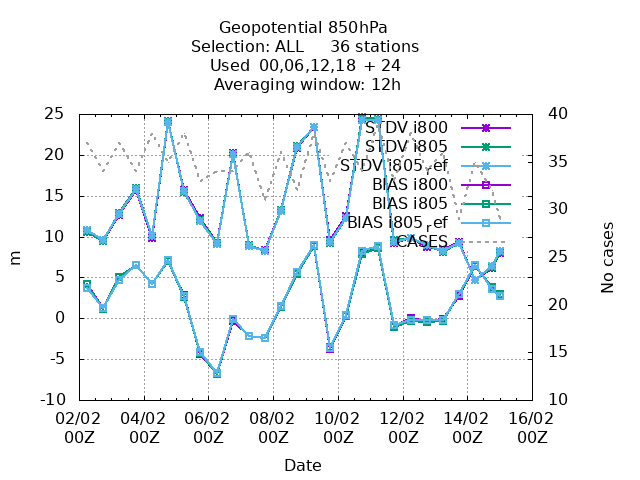 Geopotential 850hPa
Selection: ALL 36 stations
Used 00,06,12,18 + 24
Averaging window: 12h
25
20
15
10
5
0
-5
-10
m
40
35
30
25
20
15
10
No cases
STDV i800
STDV i805
STDV i805_ref
BIAS i800
BIAS i805
BIAS i805_ref
CASES
02/02 04/02 06/02 08/02 10/02 12/02 14/02 16/02
00Z 00Z 00Z 00Z 00Z 00Z 00Z 00Z
Date